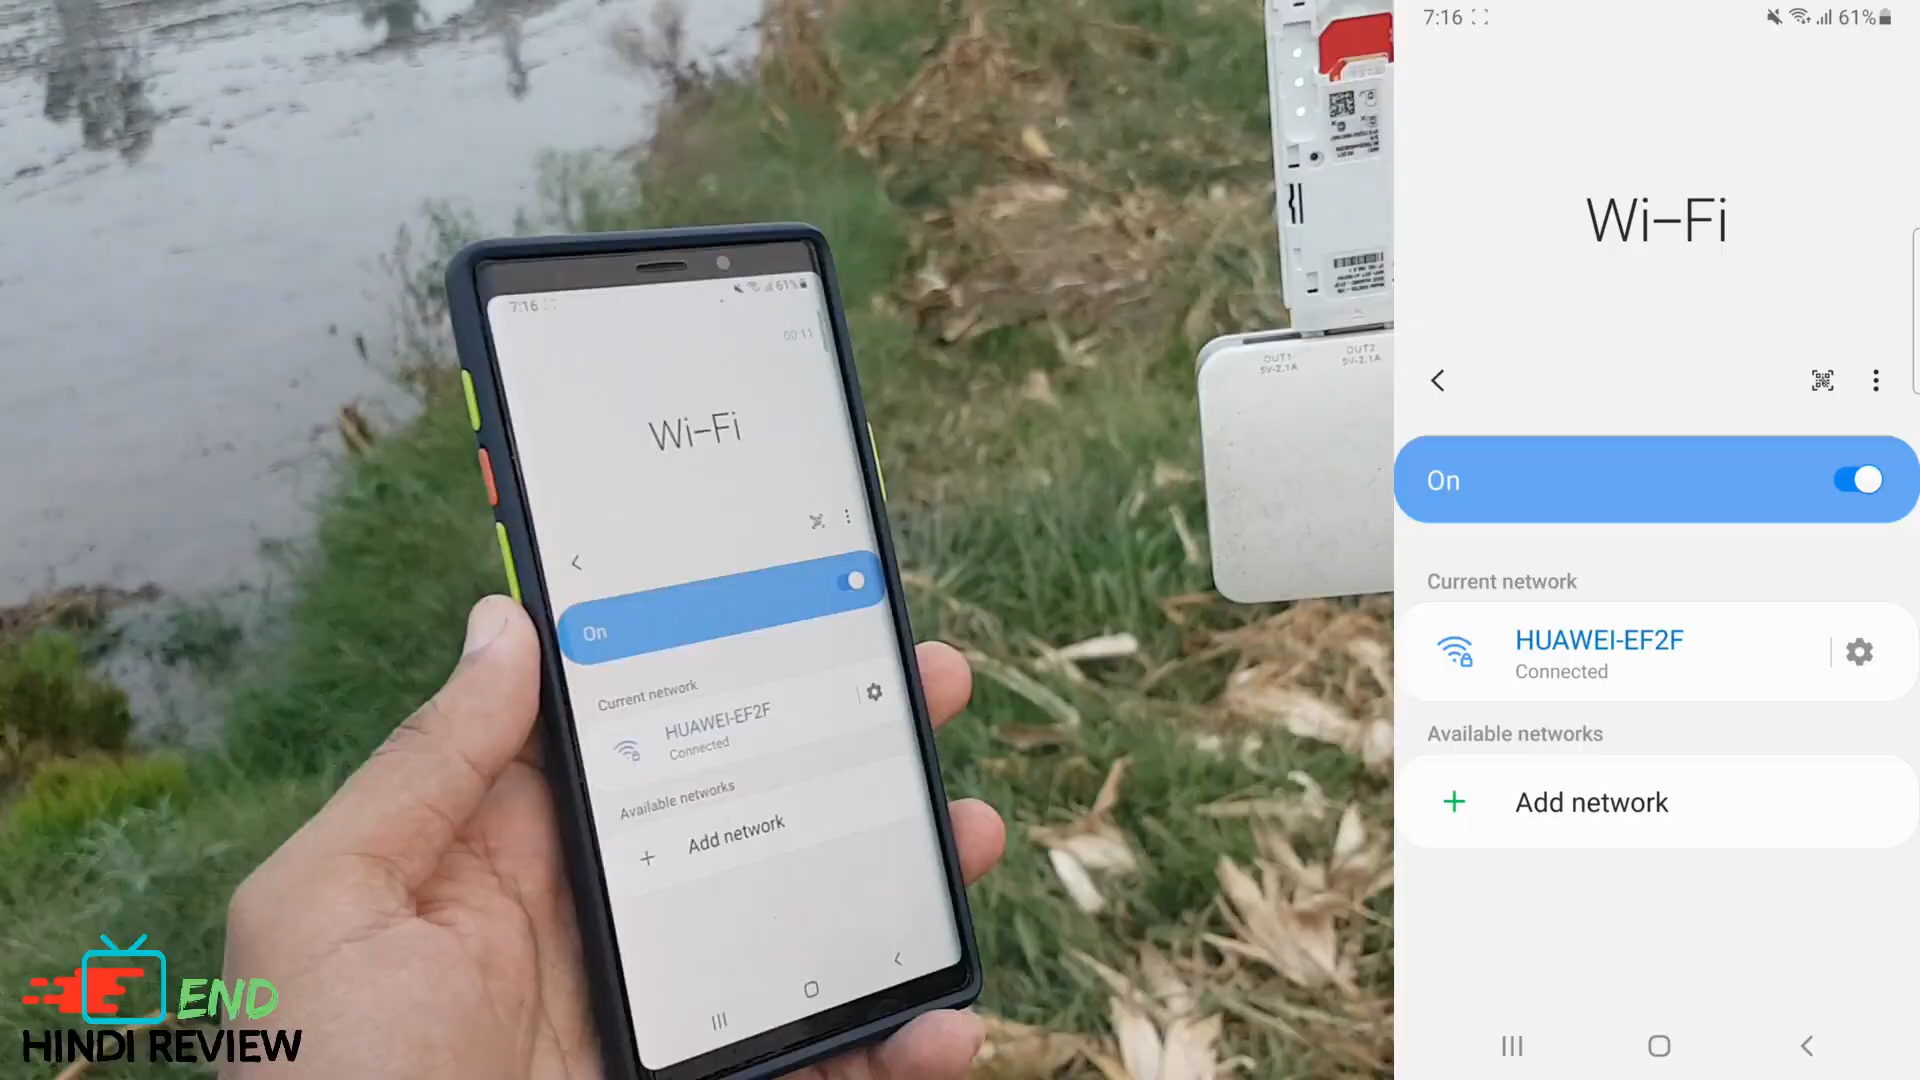 7:16
61%
00:11
Wi-Fi
On
Current network
HUAWEI-EF2F
Connected
Available networks
+ Add network
OUT1
5V-2.1A
OUT2
5V-2.1A
7:16
61%
Wi-Fi
On
Current network
HUAWEI-EF2F
Connected
Available networks
+ Add network
END
HINDI REVIEW